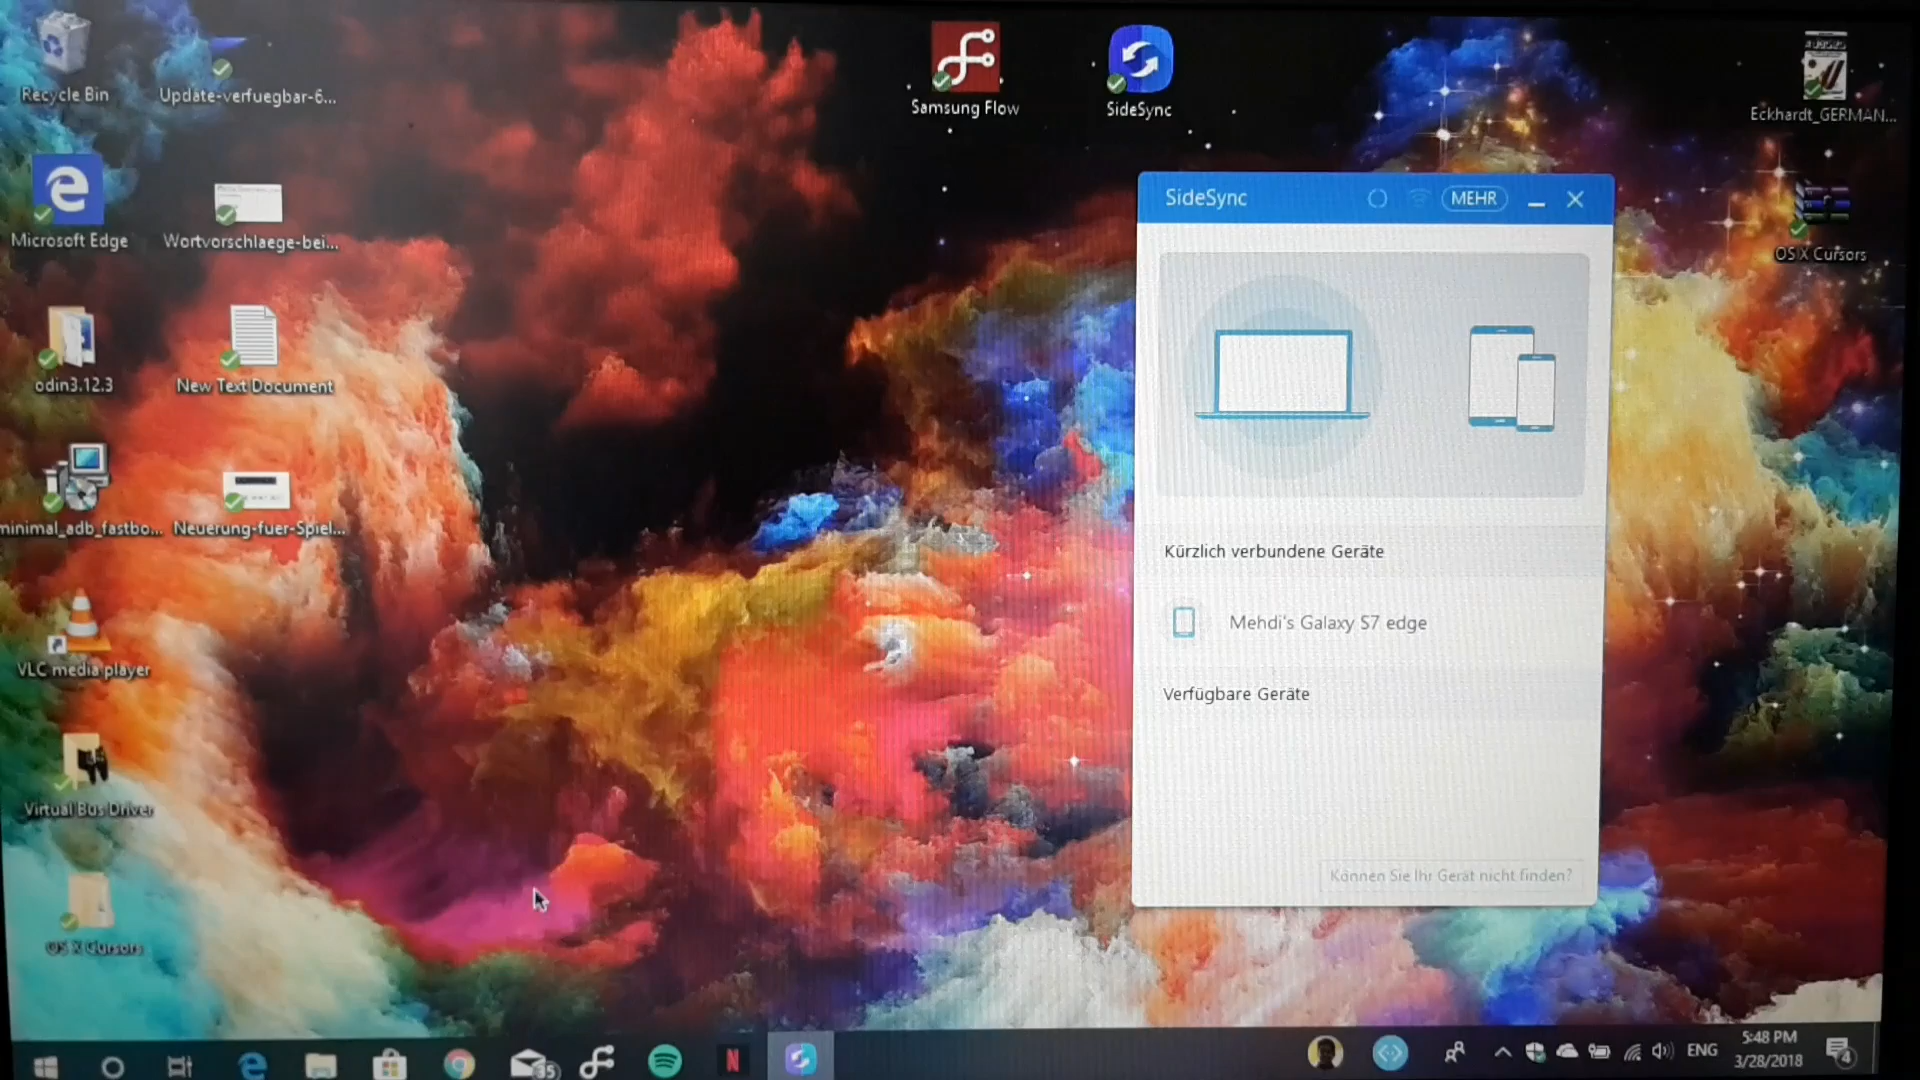 Recycle Bin
Update-verfuegbar-6...
Samsung Flow
SideSync
Eckhardt_GERMAN...
Microsoft Edge
Wortvorschlaege-bei...
OS X Cursors
odin3.12.3
New Text Document
minimal_adb_fastbo...
Neuerung-fuer-Spiel...
VLC media player
Virtual Bus Driver
OS X Cursors
SideSync
MEHR
Kürzlich verbundene Geräte
Mehdi's Galaxy S7 edge
Verfügbare Geräte
Können Sie Ihr Gerät nicht finden?
35
N
ENG
5:48 PM
3/28/2018
4